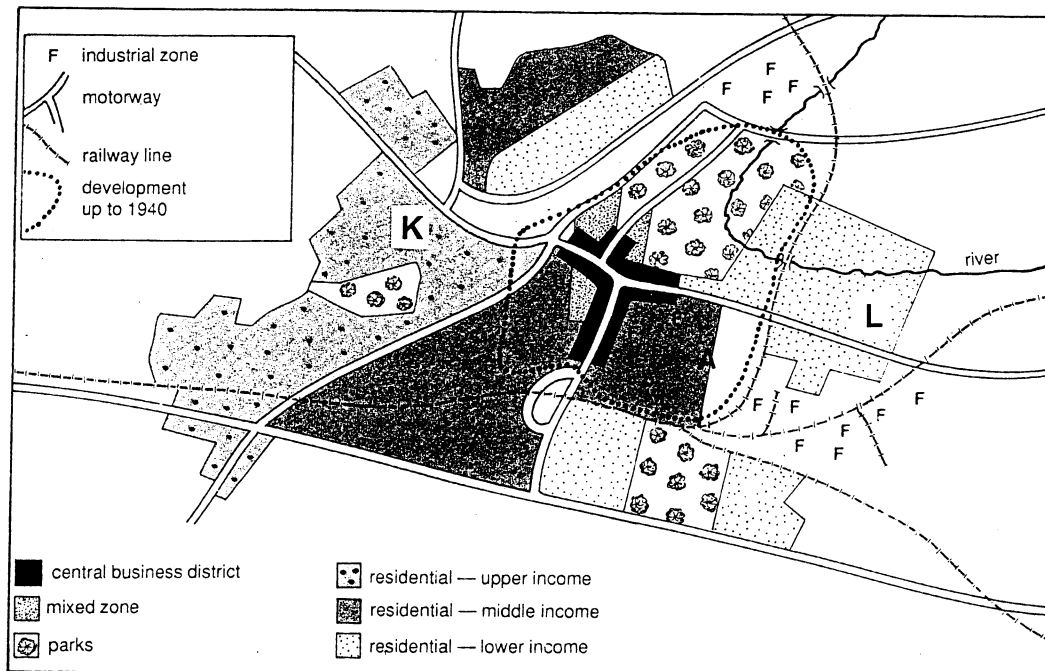 F industrial zone
motorway
railway line
development
up to 1940
F
F
F
F
F
K
river
L
A
F
F
F
F
F
F
F
central business district
mixed zone
parks
residential — upper income
residential — middle income
residential — lower income